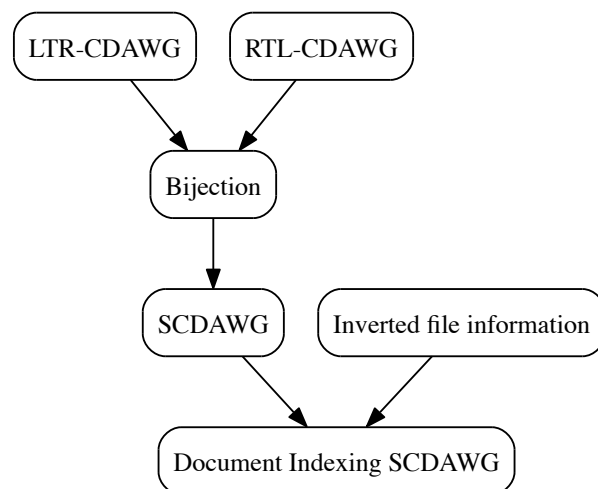 LTR-CDAWG
RTL-CDAWG
Bijection
SCDAWG
Inverted file information
Document Indexing SCDAWG